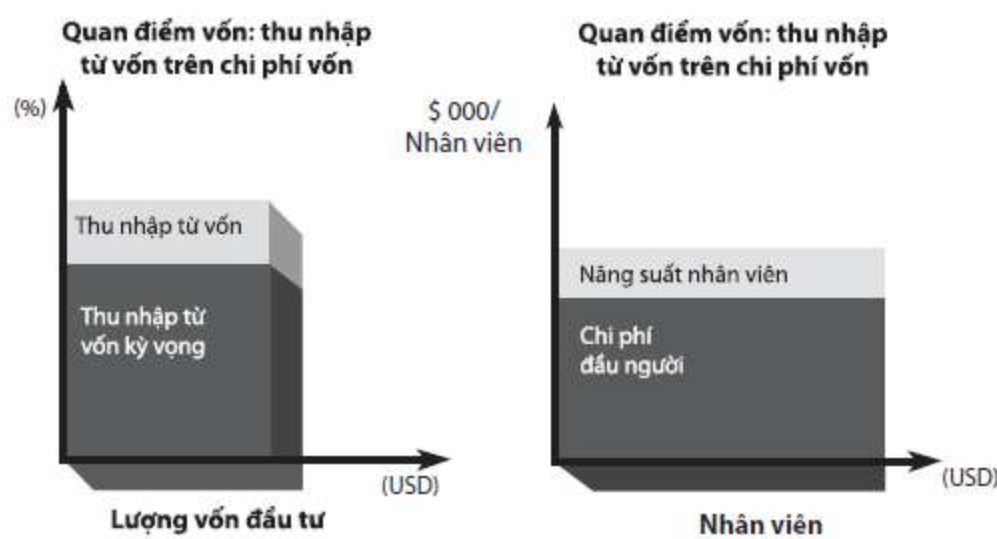 Quan điểm vốn: thu nhập
từ vốn trên chi phí vốn
(%)
Thu nhập từ vốn
Thu nhập từ
vốn kỳ vọng
(USD)
Lượng vốn đầu tư
Quan điểm vốn: thu nhập
từ vốn trên chi phí vốn
$ 000/
Nhân viên
Năng suất nhân viên
Chi phí
đầu người
(USD)
Nhân viên